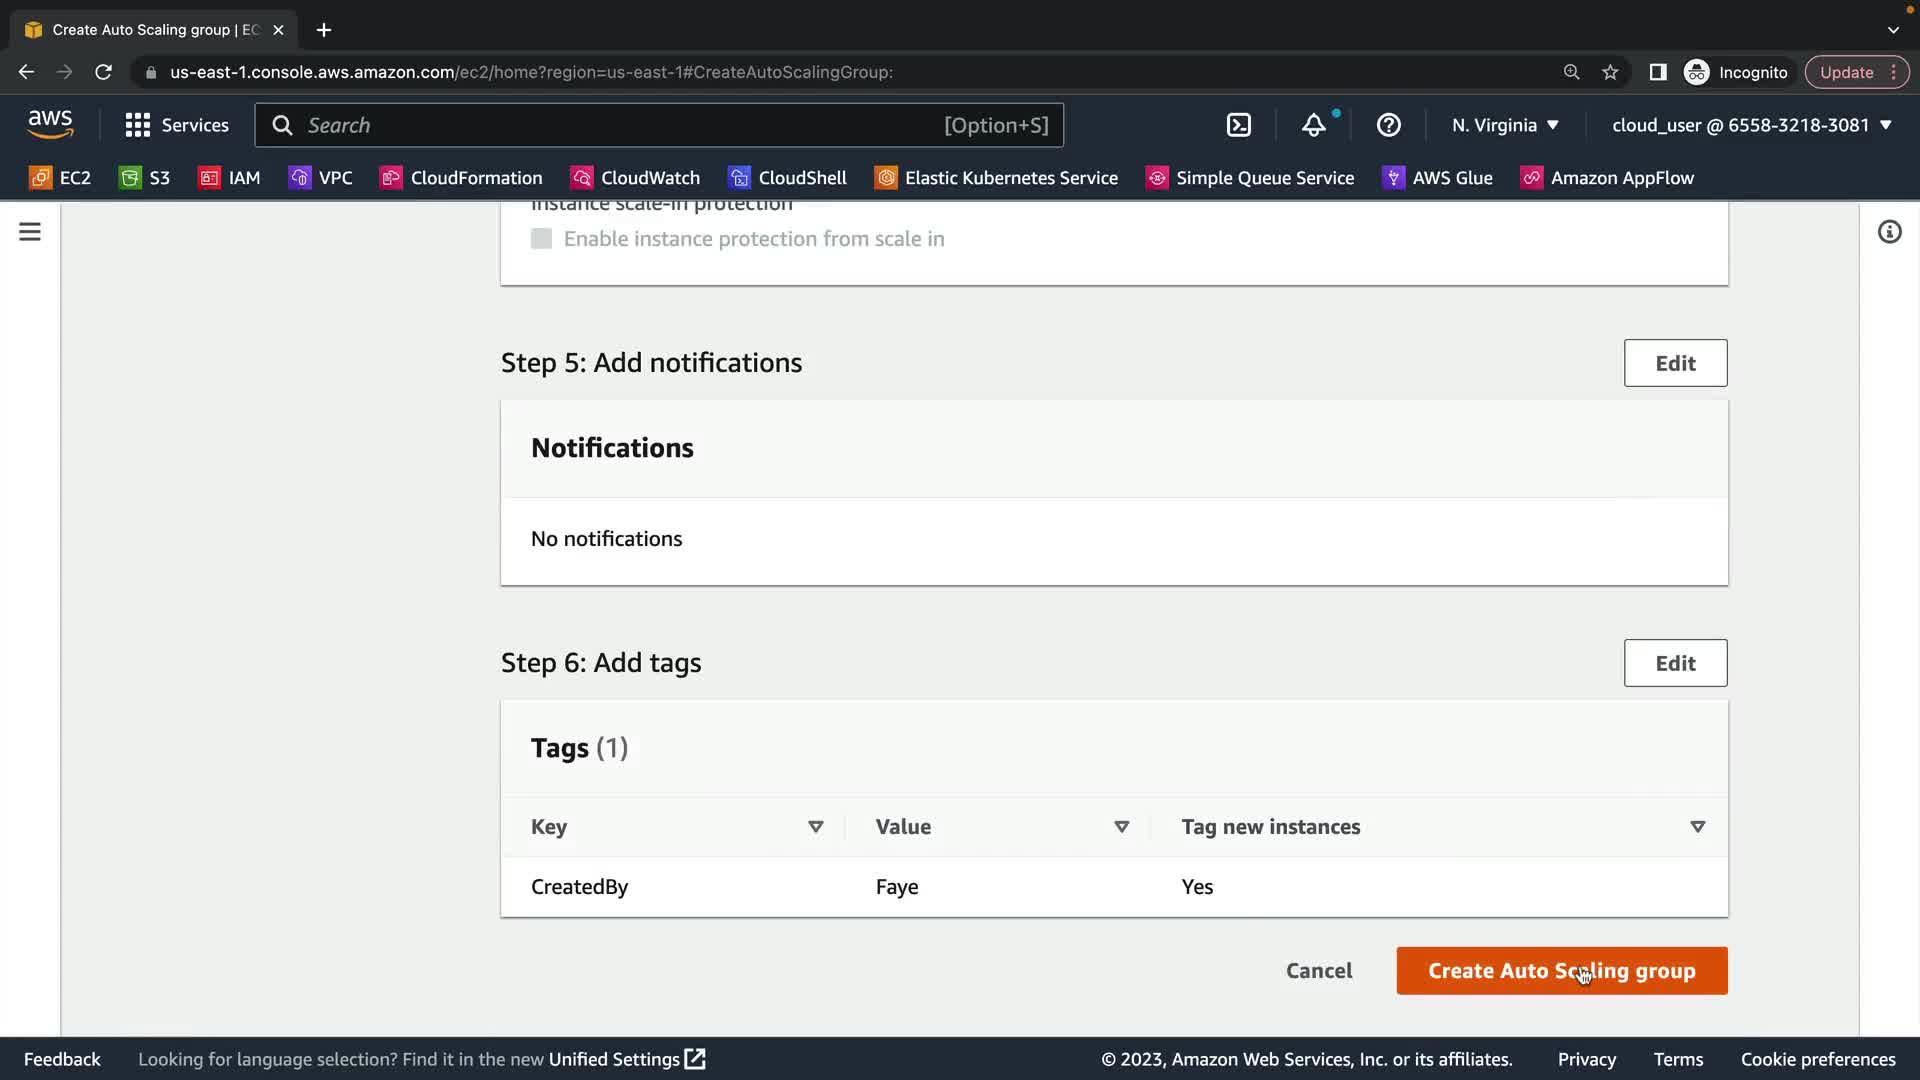 Create Auto Scaling group | EC
us-east-1.console.aws.amazon.com/ec2/home?region=us-east-1#CreateAutoScalingGroup:
Incognito
Update
aws
Services
Search
[Option+S]
N. Virginia
cloud_user @ 6558-3218-3081
EC2
S3
IAM
VPC
CloudFormation
CloudWatch
CloudShell
Elastic Kubernetes Service
Simple Queue Service
AWS Glue
Amazon AppFlow
Instance scale-in protection
Enable instance protection from scale in
Step 5: Add notifications
Edit
Notifications
No notifications
Step 6: Add tags
Edit
Tags (1)
Key
Value
Tag new instances
CreatedBy
Faye
Yes
Cancel
Create Auto Scaling group
Feedback
Looking for language selection? Find it in the new Unified Settings
© 2023, Amazon Web Services, Inc. or its affiliates.
Privacy
Terms
Cookie preferences